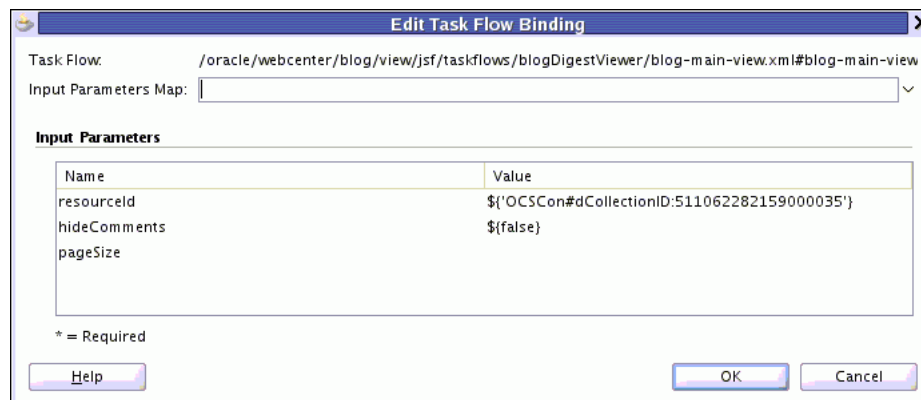 Edit Task Flow Binding
Task Flow: /oracle/webcenter/blog/view/jsf/taskflows/blogDigestViewer/blog-main-view.xml#blog-main-view
Input Parameters Map:
Input Parameters
Name Value
resourceId ${'OCSCon#dCollectionID:511062282159000035'}
hideComments ${false}
pageSize
* = Required
Help OK Cancel